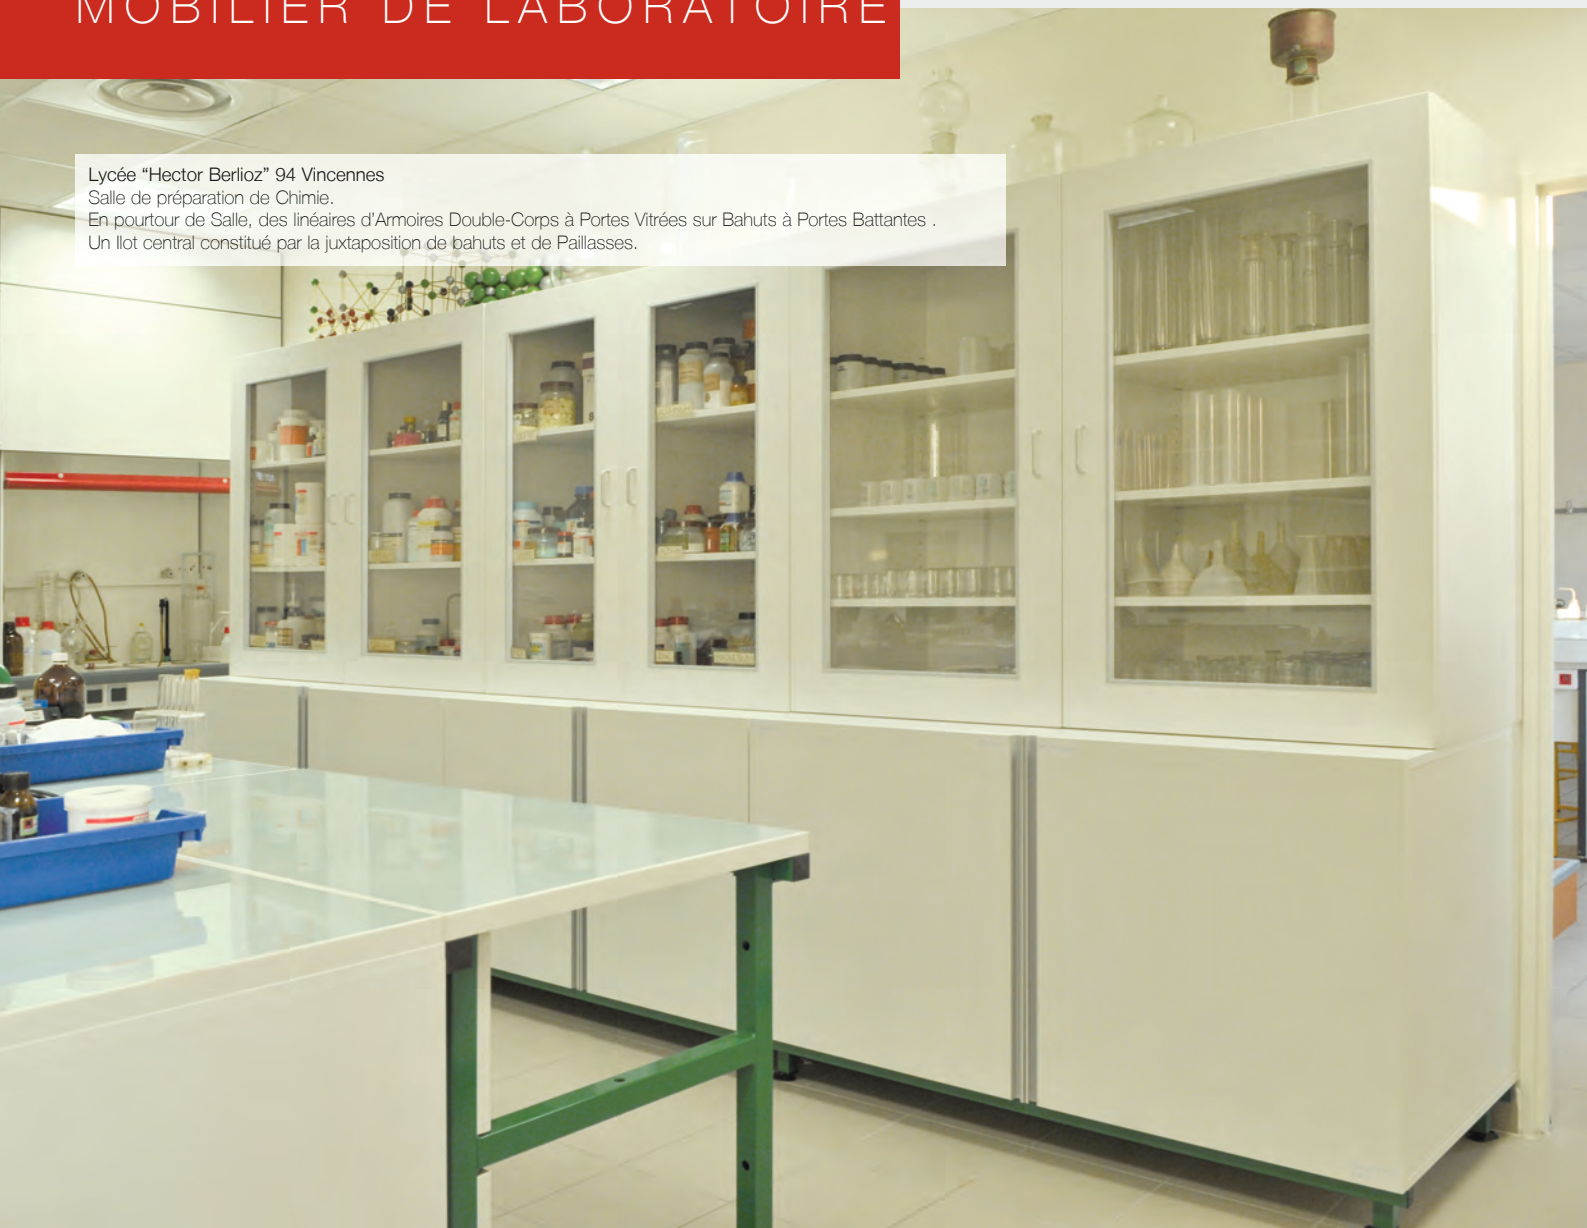 MOBILIER DE LABORATOIRE
Lycée “Hector Berlioz” 94 Vincennes
Salle de préparation de Chimie.
En pourtour de Salle, des linéaires d’Armoires Double-Corps à Portes Vitrées sur Bahuts à Portes Battantes .
Un Ilot central constitué par la juxtaposition de bahuts et de Paillasses.